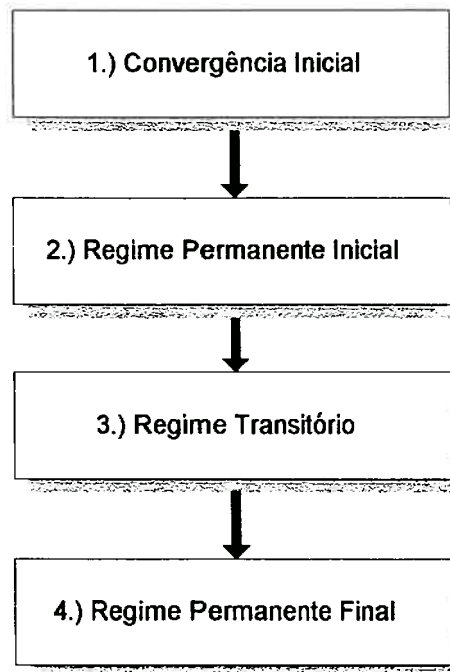 1.) Convergência Inicial
2.) Regime Permanente Inicial
3.) Regime Transitório
4.) Regime Permanente Final